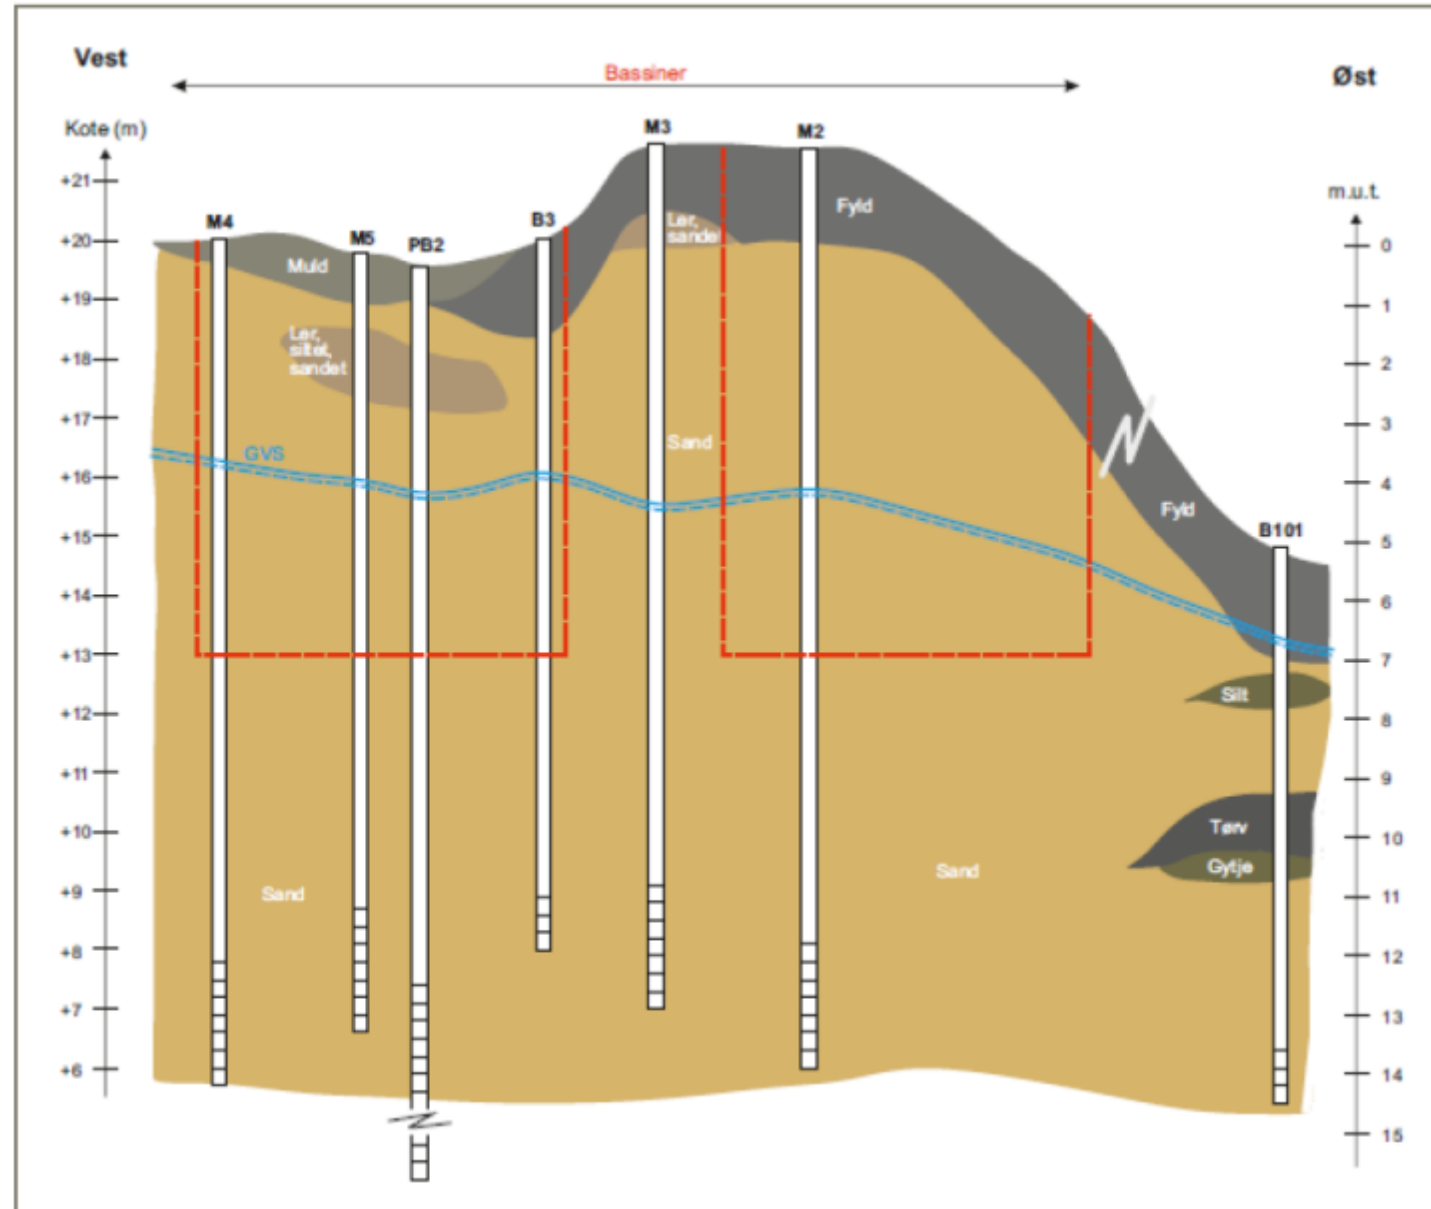 Vest
Bassiner
Øst
Kote (m)
M3
M2
+21
m.u.t.
M4
M5
PB2
B3
Ler,
sandet
Fyld
+20
0
Muld
+19
1
Ler,
siltet,
sandet
+18
2
+17
3
Sand
GVS
+16
4
Fyld
B101
+15
5
+14
6
+13
7
Silt
+12
8
+11
9
Tørv
+10
10
Gytje
Sand
Sand
+9
11
+8
12
+7
13
+6
14
15